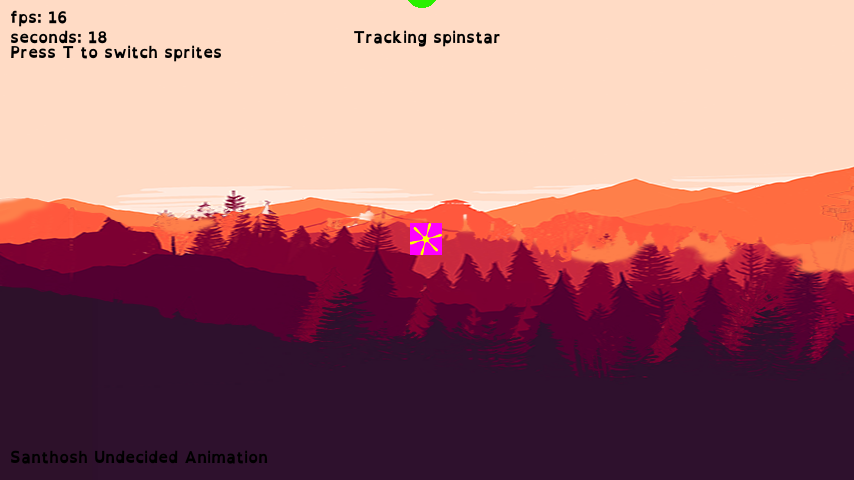 fps: 16
seconds: 18
Tracking spinstar
Press T to switch sprites
Santhosh Undecided Animation